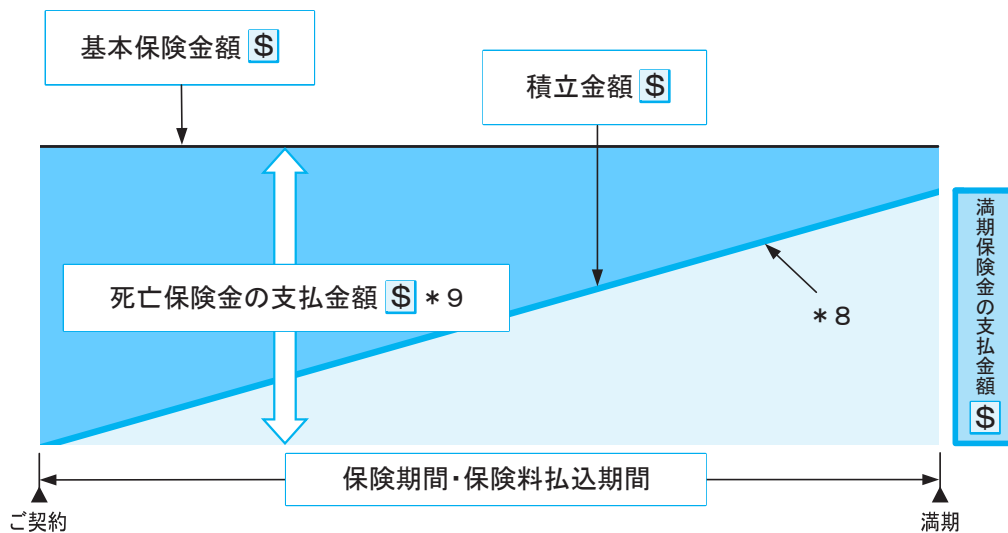 基本保険金額 $
積立金額 $
死亡保険金の支払金額 $ *9
*8
満期保険金の支払金額 $
保険期間・保険料払込期間
ご契約
満期